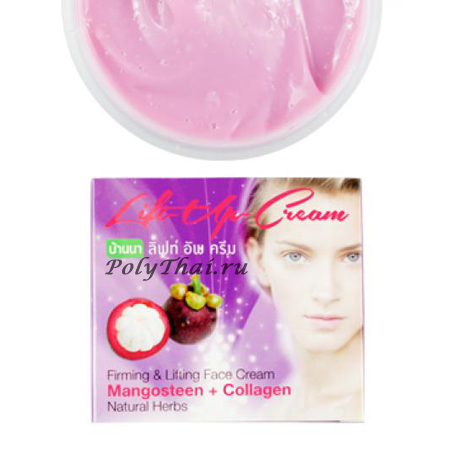 Lift-Up-Cream
บ้านนา ลิฟท์ อัพ ครีม
PolyThai.ru
Firming & Lifting Face Cream
Mangosteen + Collagen
Natural Herbs